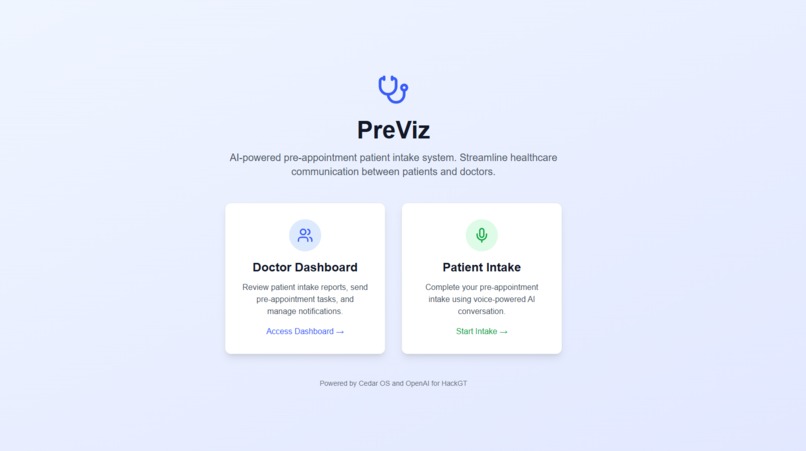 PreViz
AI-powered pre-appointment patient intake system. Streamline healthcare
communication between patients and doctors.
Doctor Dashboard
Review patient intake reports, send
pre-appointment tasks, and
manage notifications.
Access Dashboard →
Patient Intake
Complete your pre-appointment
intake using voice-powered AI
conversation.
Start Intake →
Powered by Cedar OS and OpenAI for HackGT